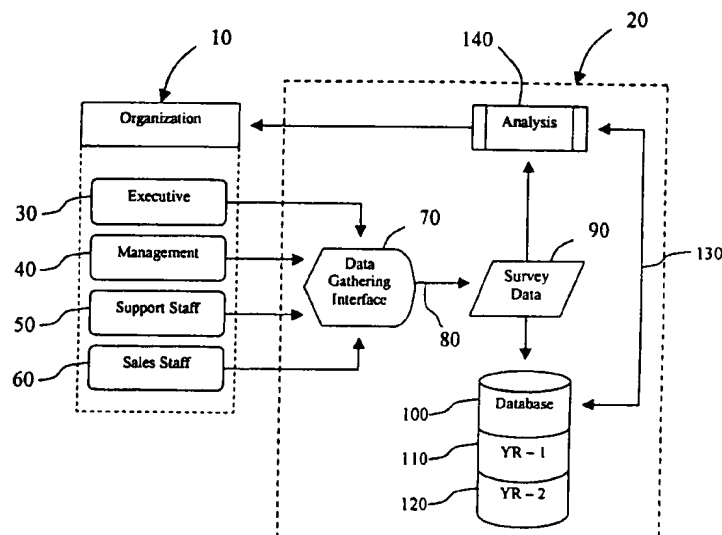 10
20
140
Organization
Analysis
30
Executive
70
90
40
Management
Data
Gathering
Interface
Survey
Data
130
50
Support Staff
80
60
Sales Staff
100
Database
110
YR - 1
120
YR - 2